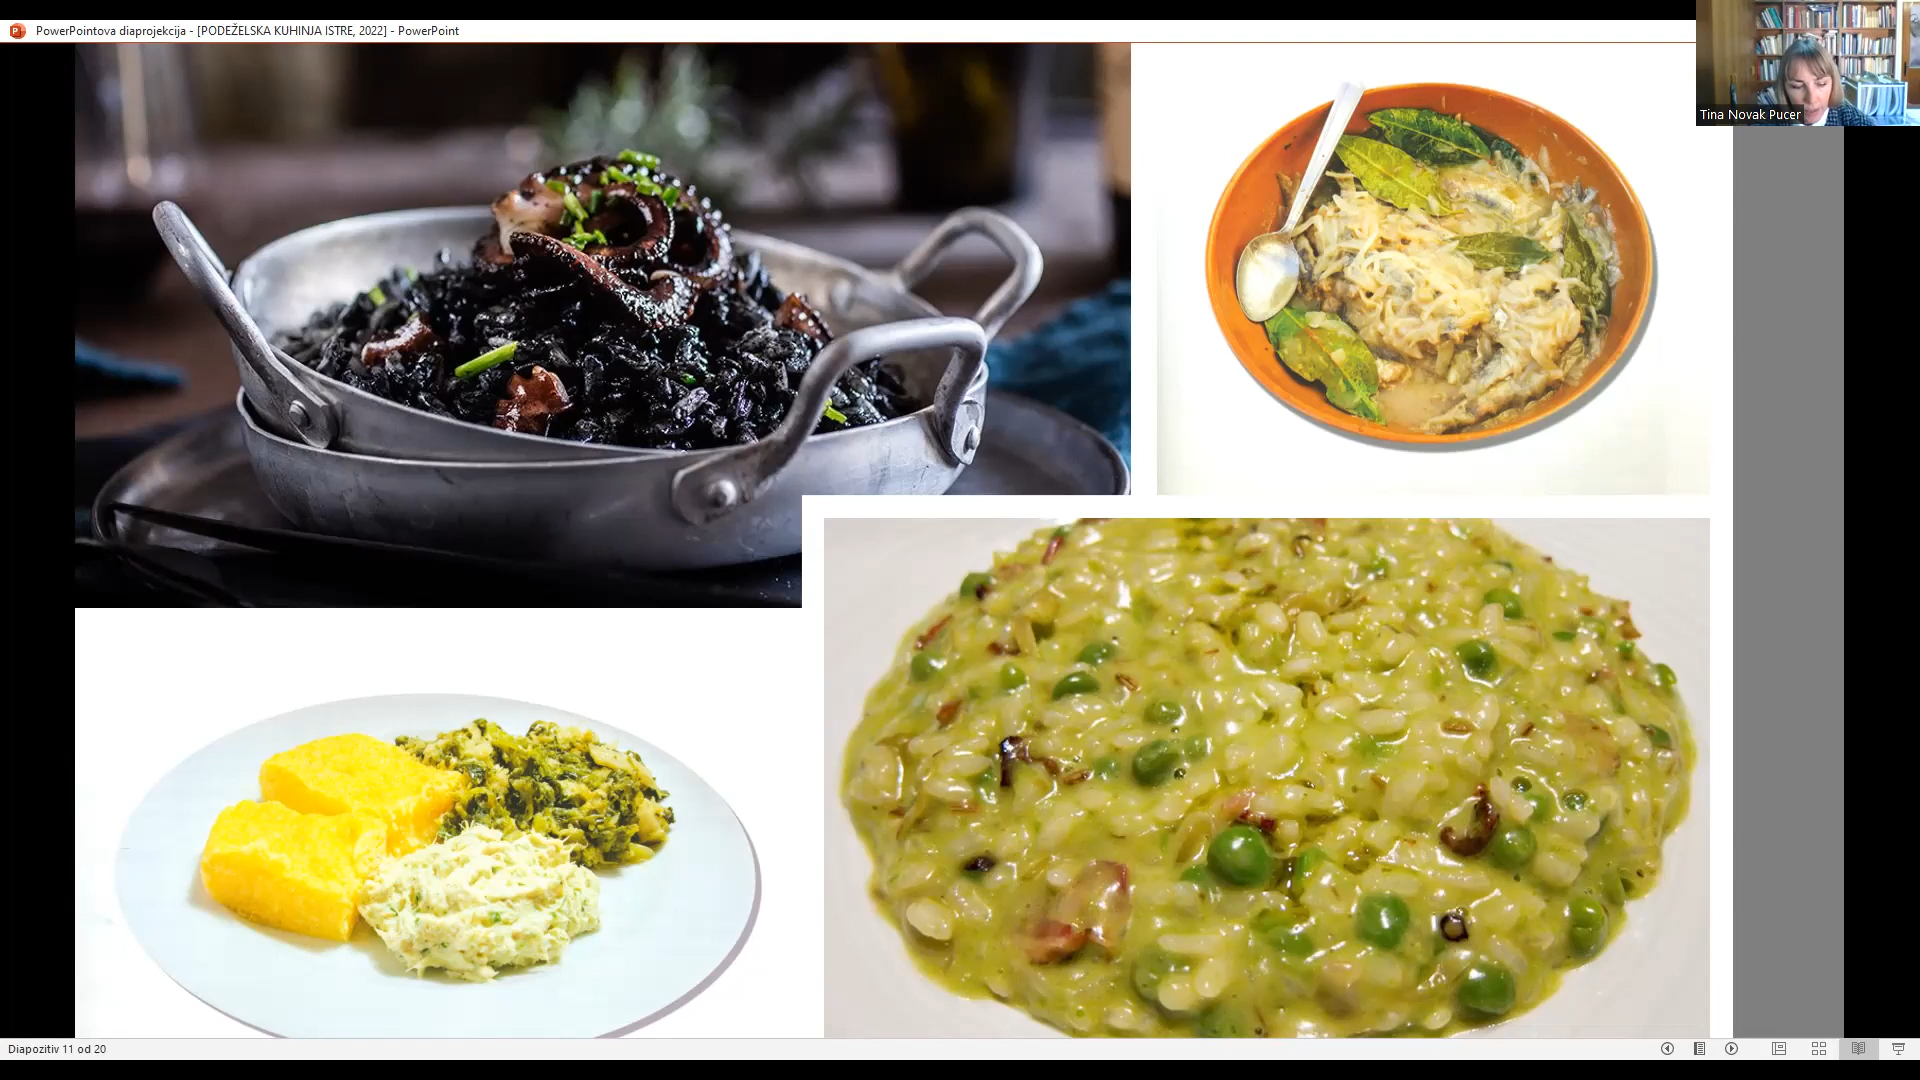 PowerPointova diaprojekcija - [PODEŽELSKA KUHINJA ISTRE, 2022] - PowerPoint
Tina Novak Pucer
Diapozitiv 11 od 20